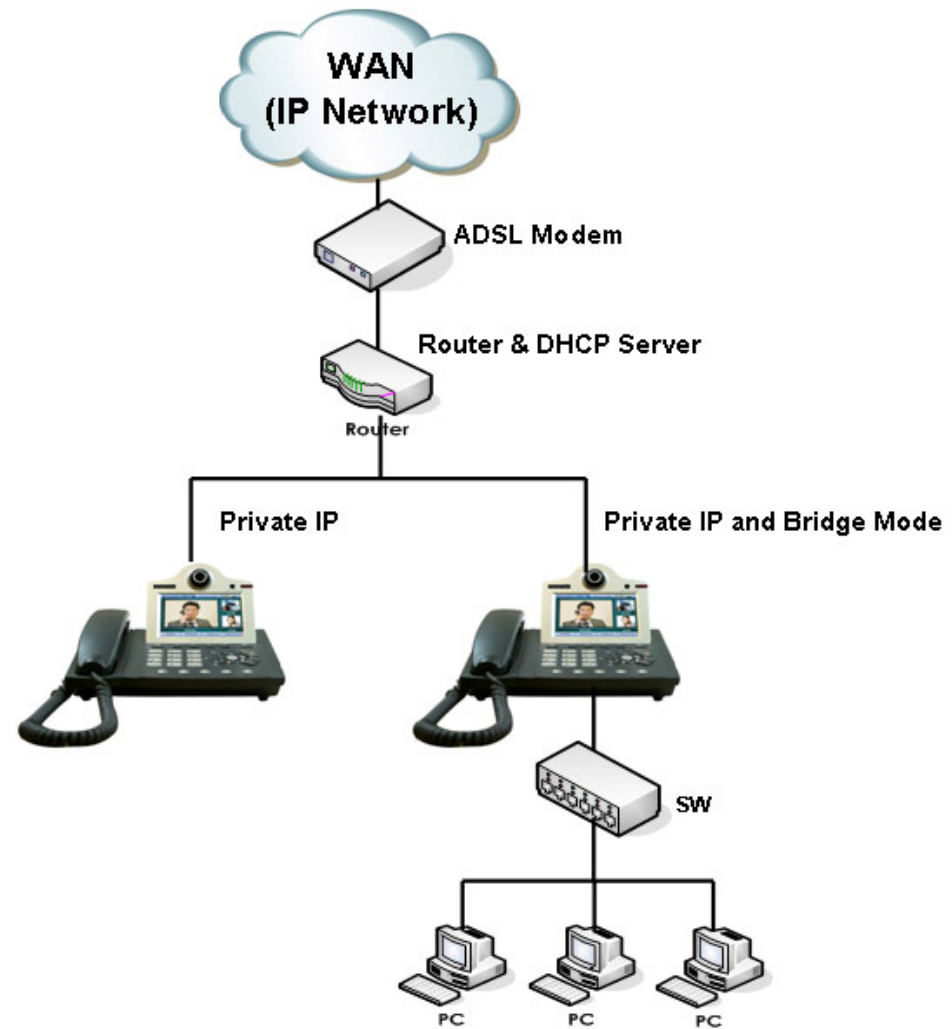 WAN
(IP Network)
ADSL Modem
Router & DHCP Server
Router
Private IP
Private IP and Bridge Mode
SW
PC
PC
PC